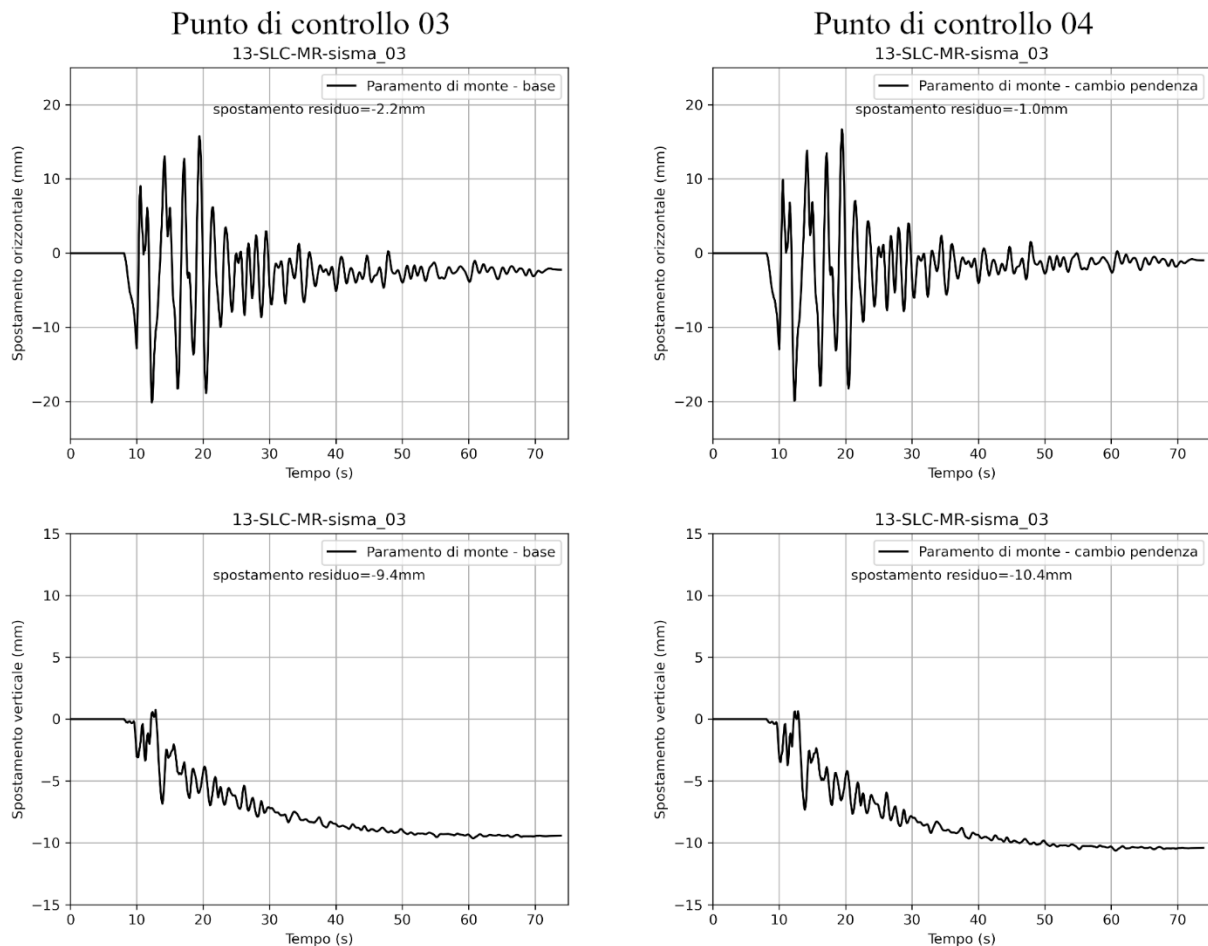 Punto di controllo 03
13-SLC-MR-sisma_03
Paramento di monte - base
spostamento residuo=-2.2mm
Spostamento orizzontale (mm)
20
10
0
−10
−20
0 10 20 30 40 50 60 70
Tempo (s)
Punto di controllo 04
13-SLC-MR-sisma_03
Paramento di monte - cambio pendenza
spostamento residuo=-1.0mm
Spostamento orizzontale (mm)
20
10
0
−10
−20
0 10 20 30 40 50 60 70
Tempo (s)
13-SLC-MR-sisma_03
Paramento di monte - base
spostamento residuo=-9.4mm
Spostamento verticale (mm)
15
10
5
0
−5
−10
−15
0 10 20 30 40 50 60 70
Tempo (s)
13-SLC-MR-sisma_03
Paramento di monte - cambio pendenza
spostamento residuo=-10.4mm
Spostamento verticale (mm)
15
10
5
0
−5
−10
−15
0 10 20 30 40 50 60 70
Tempo (s)